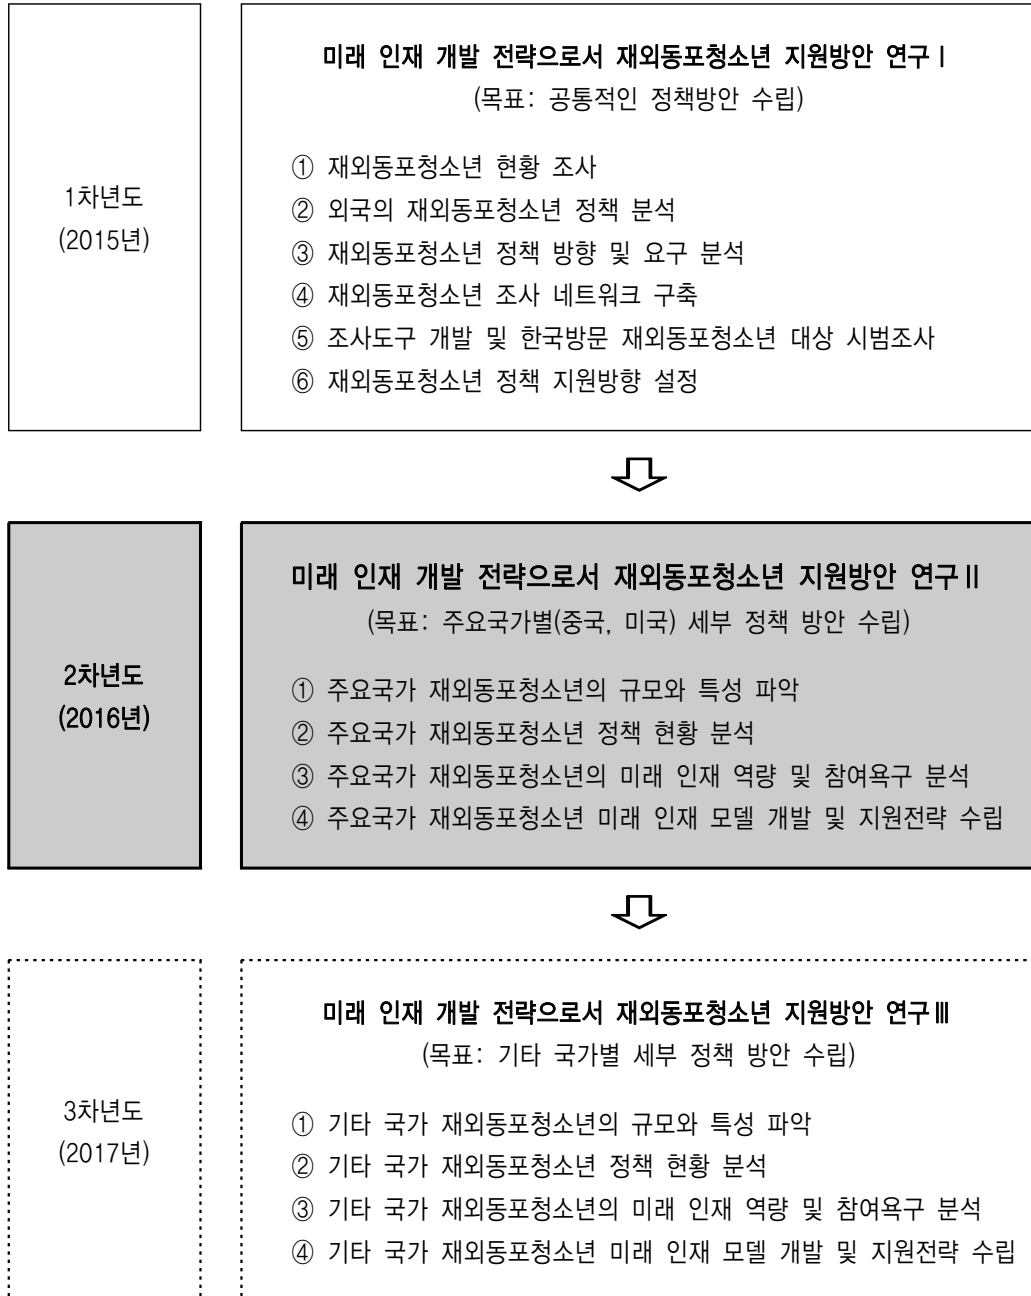 1차년도
(2015년)
미래 인재 개발 전략으로서 재외동포청소년 지원방안 연구Ⅰ
(목표: 공통적인 정책방안 수립)
① 재외동포청소년 현황 조사
② 외국의 재외동포청소년 정책 분석
③ 재외동포청소년 정책 방향 및 요구 분석
④ 재외동포청소년 조사 네트워크 구축
⑤ 조사도구 개발 및 한국방문 재외동포청소년 대상 시범조사
⑥ 재외동포청소년 정책 지원방향 설정
2차년도
(2016년)
미래 인재 개발 전략으로서 재외동포청소년 지원방안 연구Ⅱ
(목표: 주요국가별(중국, 미국) 세부 정책 방안 수립)
① 주요국가 재외동포청소년의 규모와 특성 파악
② 주요국가 재외동포청소년 정책 현황 분석
③ 주요국가 재외동포청소년의 미래 인재 역량 및 참여욕구 분석
④ 주요국가 재외동포청소년 미래 인재 모델 개발 및 지원전략 수립
3차년도
(2017년)
미래 인재 개발 전략으로서 재외동포청소년 지원방안 연구Ⅲ
(목표: 기타 국가별 세부 정책 방안 수립)
① 기타 국가 재외동포청소년의 규모와 특성 파악
② 기타 국가 재외동포청소년 정책 현황 분석
③ 기타 국가 재외동포청소년의 미래 인재 역량 및 참여욕구 분석
④ 기타 국가 재외동포청소년 미래 인재 모델 개발 및 지원전략 수립